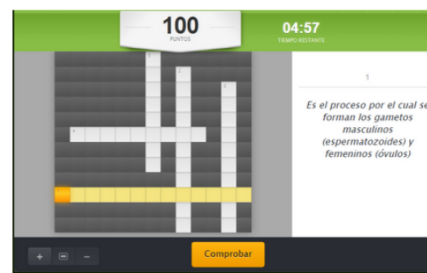 100
PUNTOS
04:57
TIEMPO RESTANTE
1
Es el proceso por el cual se
forman los gametos
masculinos
(espermatozoides) y
femeninos (óvulos)
Comprobar